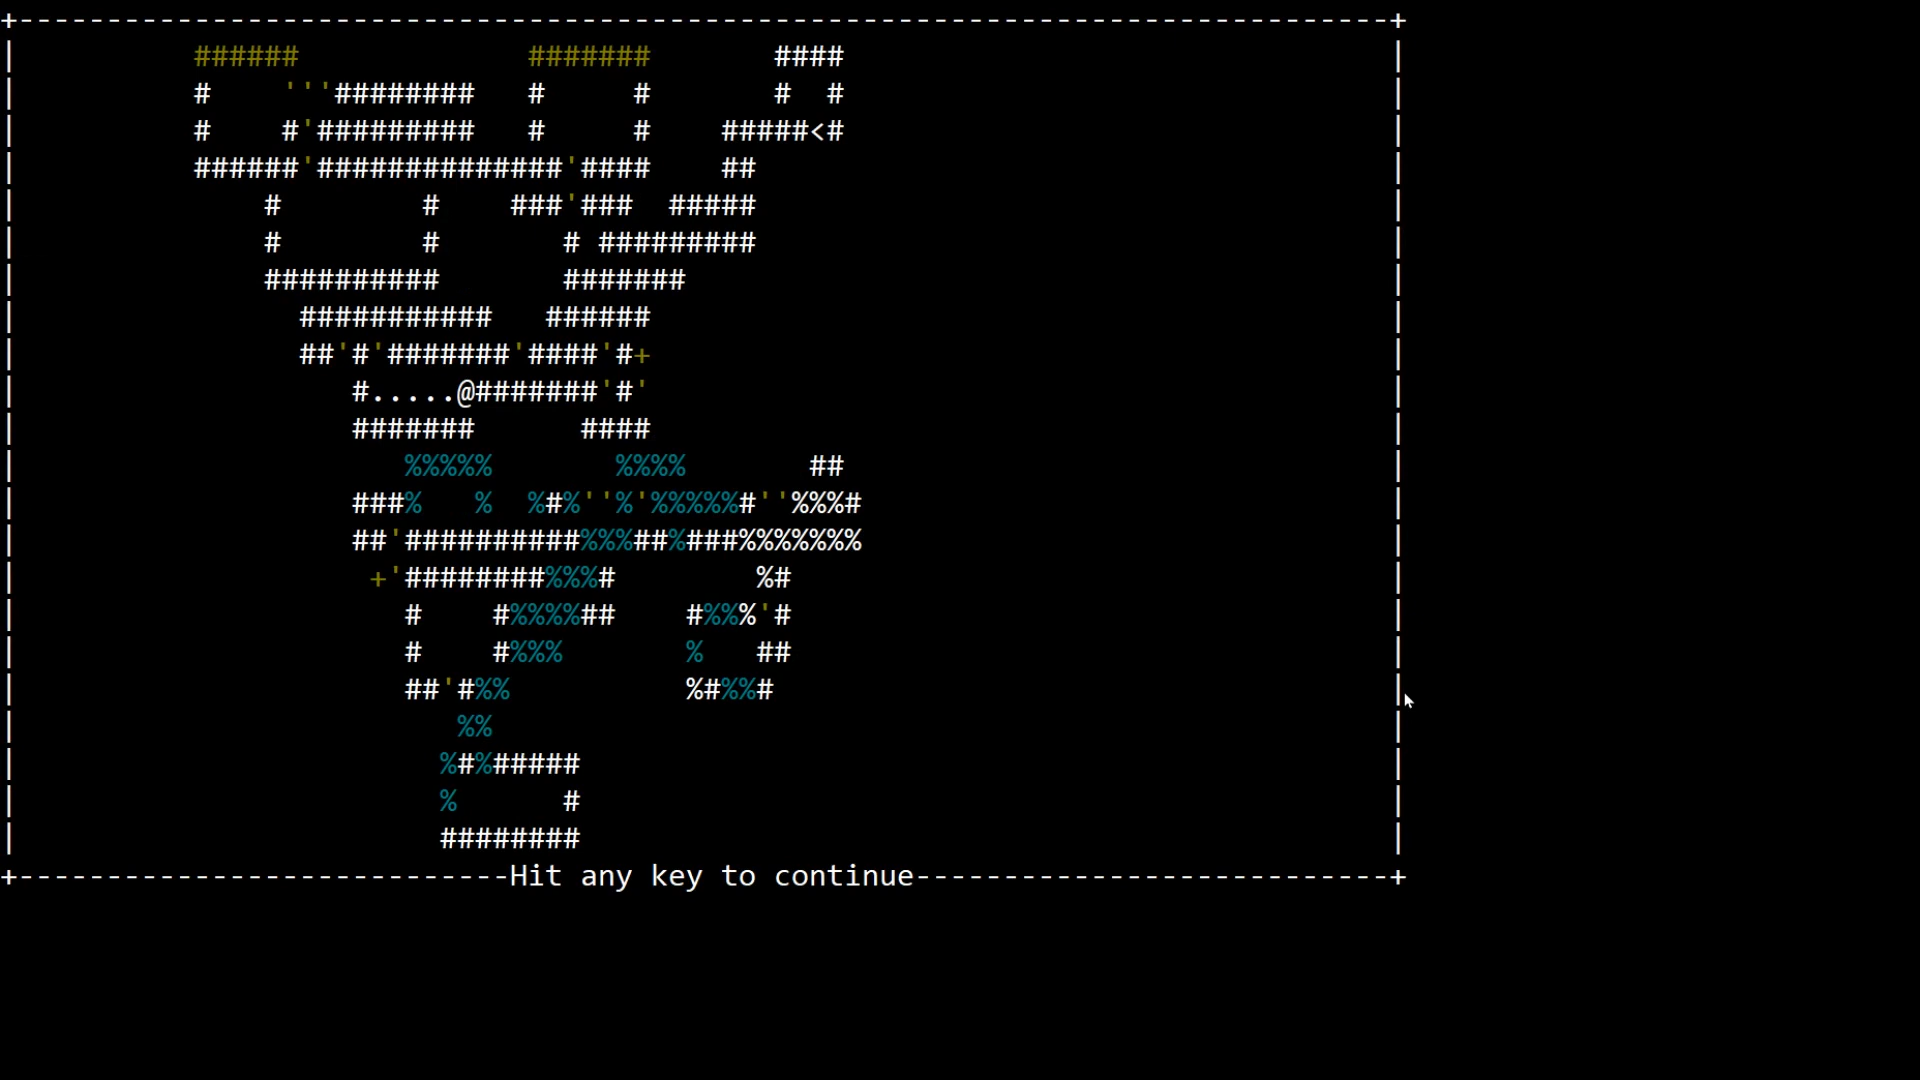 +------------------------------------------------------------------------------+
|          ######             #######       ####                               |
|          #    '''########   #     #       #  #                               |
|          #    #'#########   #     #    #####<#                               |
|          ######'##############'####    ##                                    |
|              #        #    ###'###  #####                                    |
|              #        #       # #########                                    |
|              ##########       #######                                        |
|                ###########   ######                                          |
|                ##'#'#######'####'#+                                          |
|                   #.....@#######'#'                                          |
|                   #######      ####                                          |
|                      %%%%%       %%%%       ##                               |
|                   ###%   %  %#%''%'%%%%%#''%%%#                              |
|                   ##'##########%%%##%###%%%%%%%                              |
|                    +'########%%%#        %#                                  |
|                      #    #%%%%##    #%%%'#                                  |
|                      #    #%%%       %   ##                                  |
|                      ##'#%%          %#%%#                                   |
|                         %%                                                   |
|                        %#%#####                                              |
|                        %      #                                              |
|                        ########                                              |
+----------------------------Hit any key to continue---------------------------+